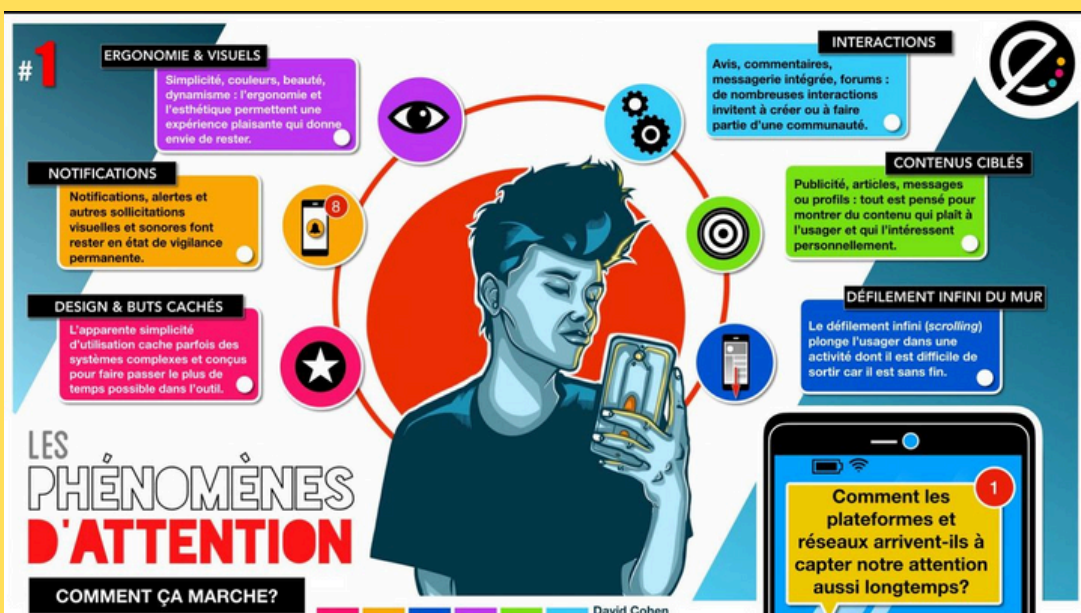 #1
ERGONOMIE & VISUELS
Simplicité, couleurs, beauté,
dynamisme : l'ergonomie et
l'esthétique permettent une
expérience plaisante qui donne
envie de rester.
NOTIFICATIONS
Notifications, alertes et
autres sollicitations
visuelles et sonores font
rester en état de vigilance
permanente.
8
DESIGN & BUTS CACHÉS
L'apparente simplicité
d'utilisation cache parfois des
systèmes complexes et conçus
pour faire passer le plus de
temps possible dans l'outil.
INTERACTIONS
Avis, commentaires,
messagerie intégrée, forums :
de nombreuses interactions
invitent à créer ou à faire
partie d'une communauté.
e
CONTENUS CIBLÉS
Publicité, articles, messages
ou profils : tout est pensé pour
montrer du contenu qui plaît à
l'usager et qui l'intéressent
personnellement.
DÉFILEMENT INFINI DU MUR
Le défilement infini (scrolling)
plonge l'usager dans une
activité dont il est difficile de
sortir car il est sans fin.
LES
PHÉNOMÈNES
D'ATTENTION
COMMENT ÇA MARCHE?
David Cohen
1
Comment les
plateformes et
réseaux arrivent-ils à
capter notre attention
aussi longtemps?